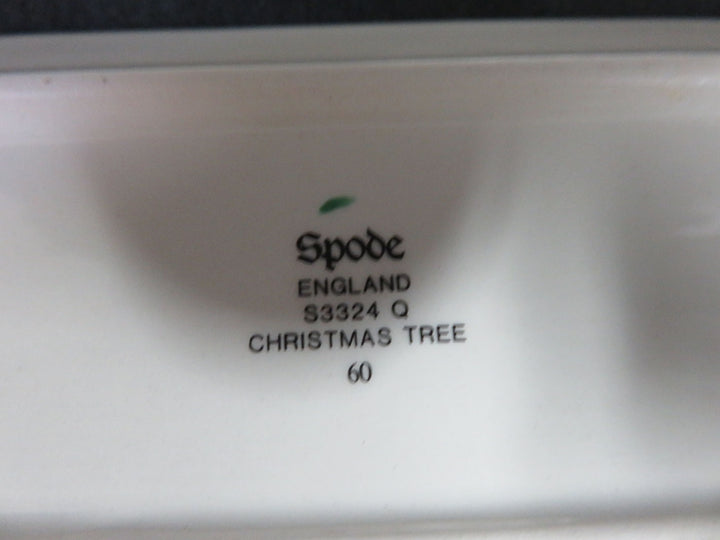 Spode
ENGLAND
S3324 Q
CHRISTMAS TREE
60